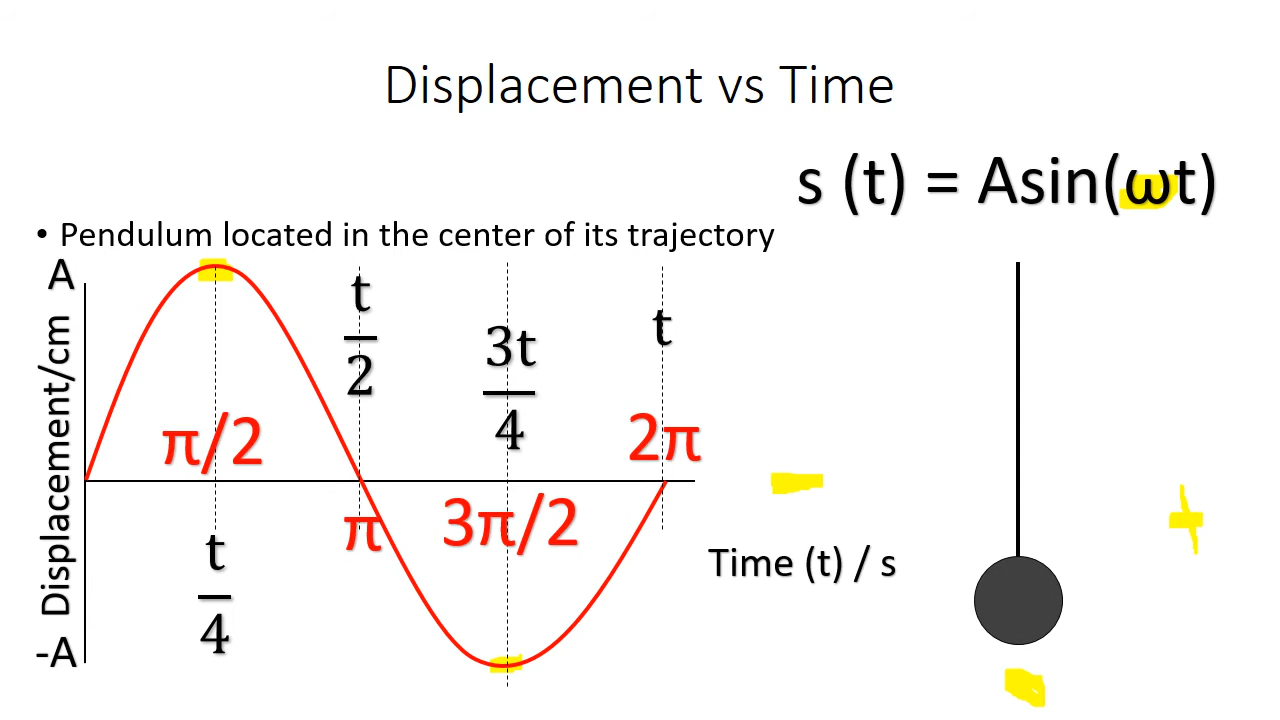 Displacement vs Time
s (t) = Asin(ωt)
• Pendulum located in the center of its trajectory
A
Displacement/cm
-A
π/2
t
4
t
2
π
3t
4
3π/2
t
2π
Time (t) / s
-
+